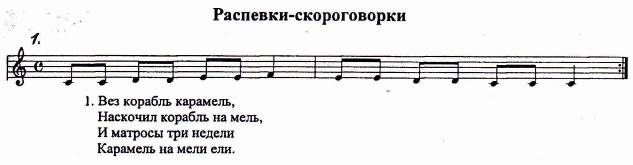 Распевки-скороговорки
1.
1. Вез корабль карамель,
Наскочил корабль на мель,
И матросы три недели
Карамель на мели ели.